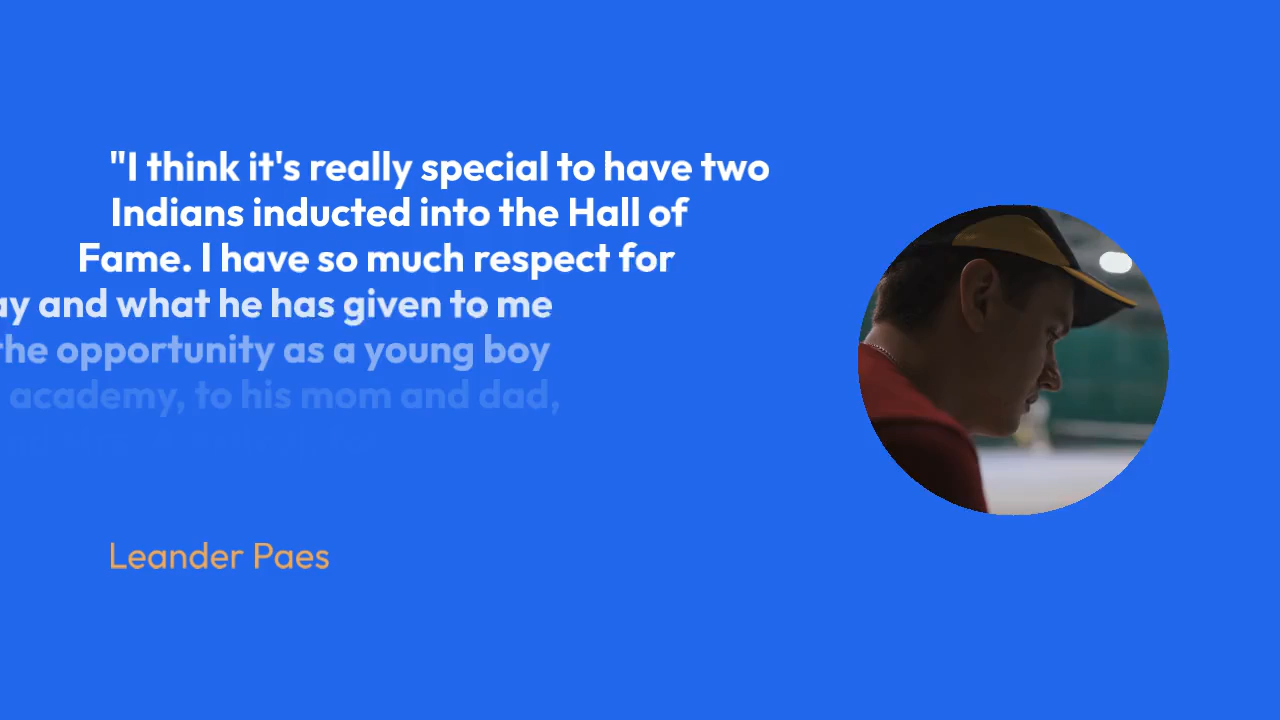 "I think it's really special to have two
Indians inducted into the Hall of
Fame. I have so much respect for
and what he has given to me
the opportunity as a young boy
academy, to his mom and dad,
Leander Paes